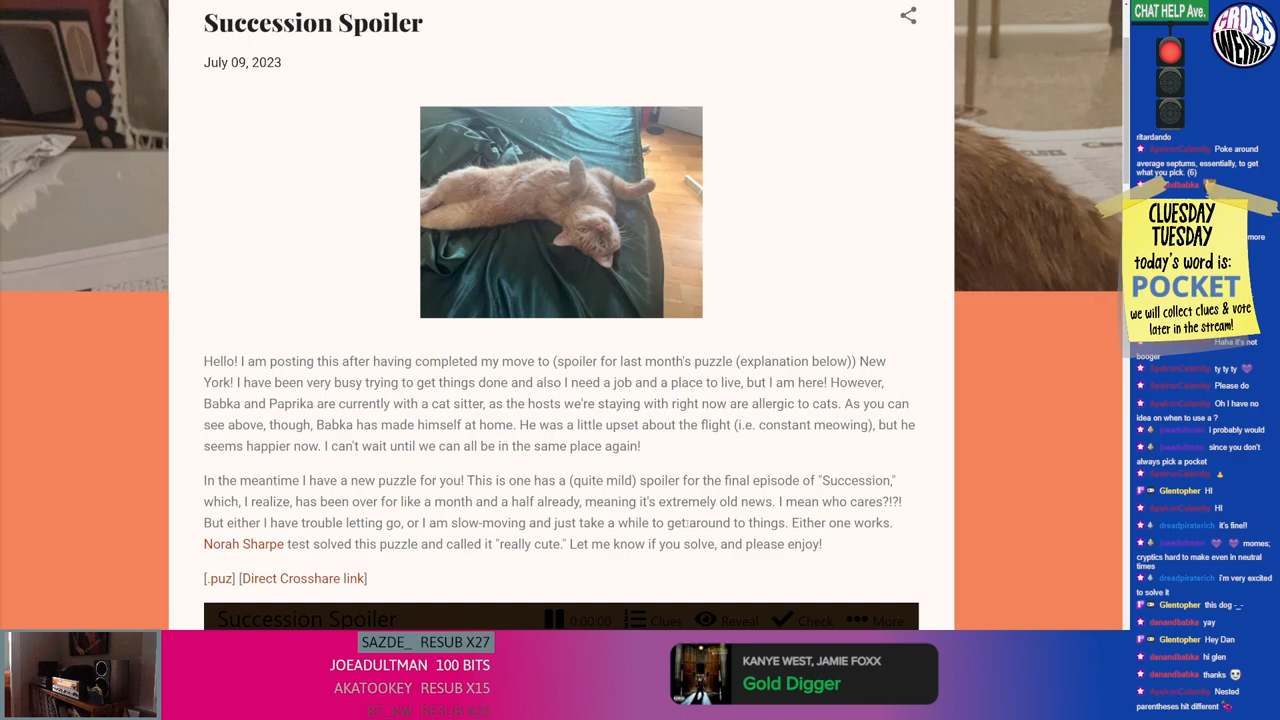 Succession Spoiler
July 09, 2023
Hello! I am posting this after having completed my move to (spoiler for last month's puzzle (explanation below)) New
York! I have been very busy trying to get things done and also I need a job and a place to live, but I am here! However,
Babka and Paprika are currently with a cat sitter, as the hosts we're staying with right now are allergic to cats. As you can
see above, though, Babka has made himself at home. He was a little upset about the flight (i.e. constant meowing), but he
seems happier now. I can't wait until we can all be in the same place again!
In the meantime I have a new puzzle for you! This is one has a (quite mild) spoiler for the final episode of "Succession,"
which, I realize, has been over for like a month and a half already, meaning it's extremely old news. I mean who cares?!?!
But either I have trouble letting go, or I am slow-moving and just take a while to get around to things. Either one works.
Norah Sharpe test solved this puzzle and called it "really cute." Let me know if you solve, and please enjoy!
[.puz] [Direct Crosshare link]
Succession Spoiler 0:00:00 Clues Reveal Check More
SAZDE_ RESUB X27
JOEADULTMAN 100 BITS
AKATOOKEY RESUB X15
BT_XW RESUB X20
KANYE WEST, JAMIE FOXX
Gold Digger
CHAT HELP Ave.
CROSS
WEIRD
ritardando
Poke around
average septums, essentially, to get
what you pick. (6)
CLUESDAY
TUESDAY
today's word is:
POCKET
we will collect clues & vote
later in the stream!
more
Haha it's not
booger
ty ty ty
Please do
Oh I have no
idea on when to use a ?
i probably would
since you don't
always pick a pocket
Glentopher HI
HI
dreadpiraterich it's fine!!
momes;
cryptics hard to make even in neutral
times
dreadpiraterich i'm very excited
to solve it
Glentopher this dog -_-
danandbabka yay
Glentopher Hey Dan
danandbabka hi glen
danandbabka thanks
Nested
parentheses hit different